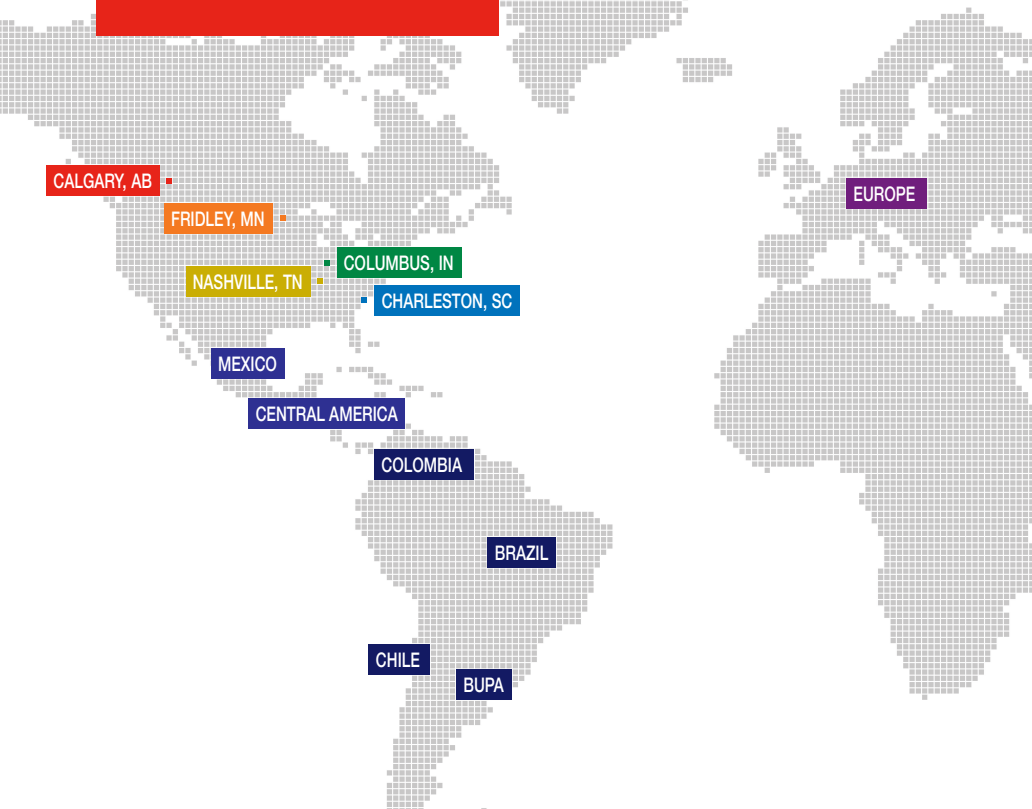 CALGARY, AB
EUROPE
FRIDLEY, MN
COLUMBUS, IN
NASHVILLE, TN
CHARLESTON, SC
MEXICO
CENTRAL AMERICA
COLOMBIA
BRAZIL
CHILE
BUPA